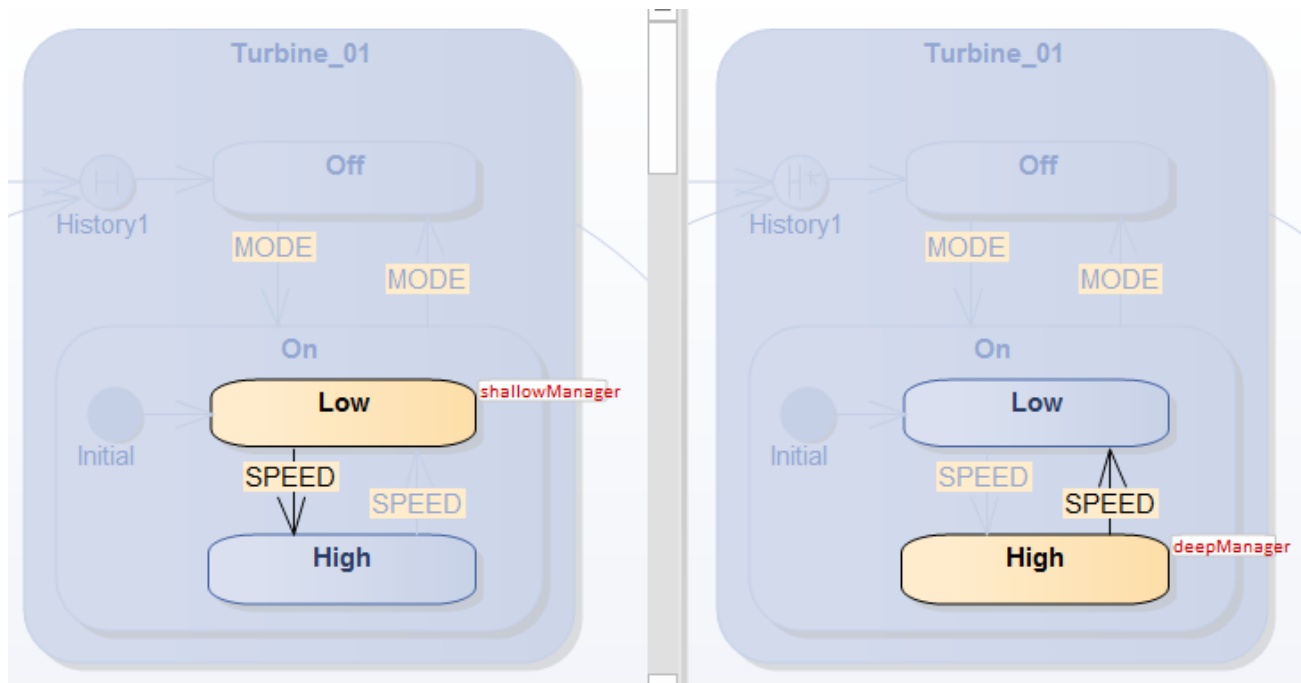 Turbine_01
Off
H
History1
MODE
MODE
On
Low
shallowManager
Initial
SPEED
SPEED
High
Turbine_01
Off
H*
History1
MODE
MODE
On
Low
Initial
SPEED
SPEED
High
deepManager